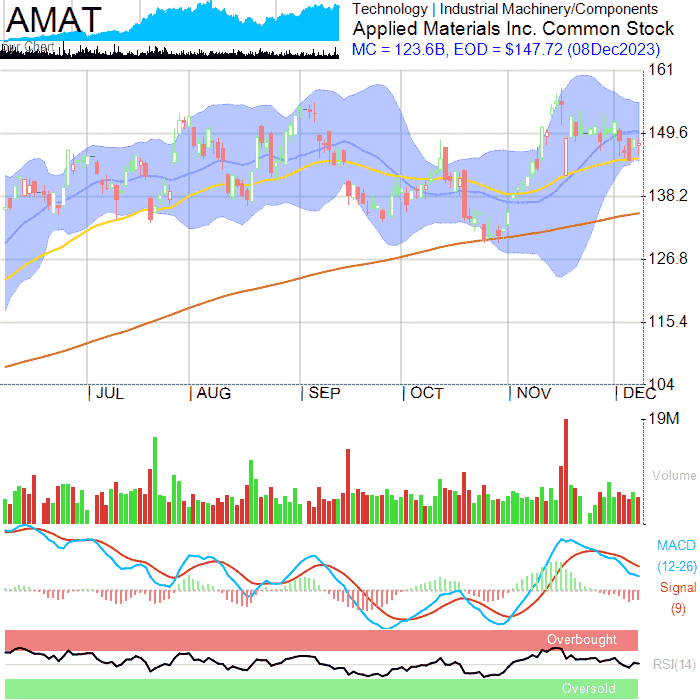 AMAT
Technology | Industrial Machinery/Components
Applied Materials Inc. Common Stock
MC = 123.6B, EOD = $147.72 (08Dec2023)
Chart
161
149.6
138.2
126.8
115.4
104
JUL
AUG
SEP
OCT
NOV
DEC
19M
Volume
MACD
(12-26)
Signal
(9)
Overbought
RSI(14)
Oversold